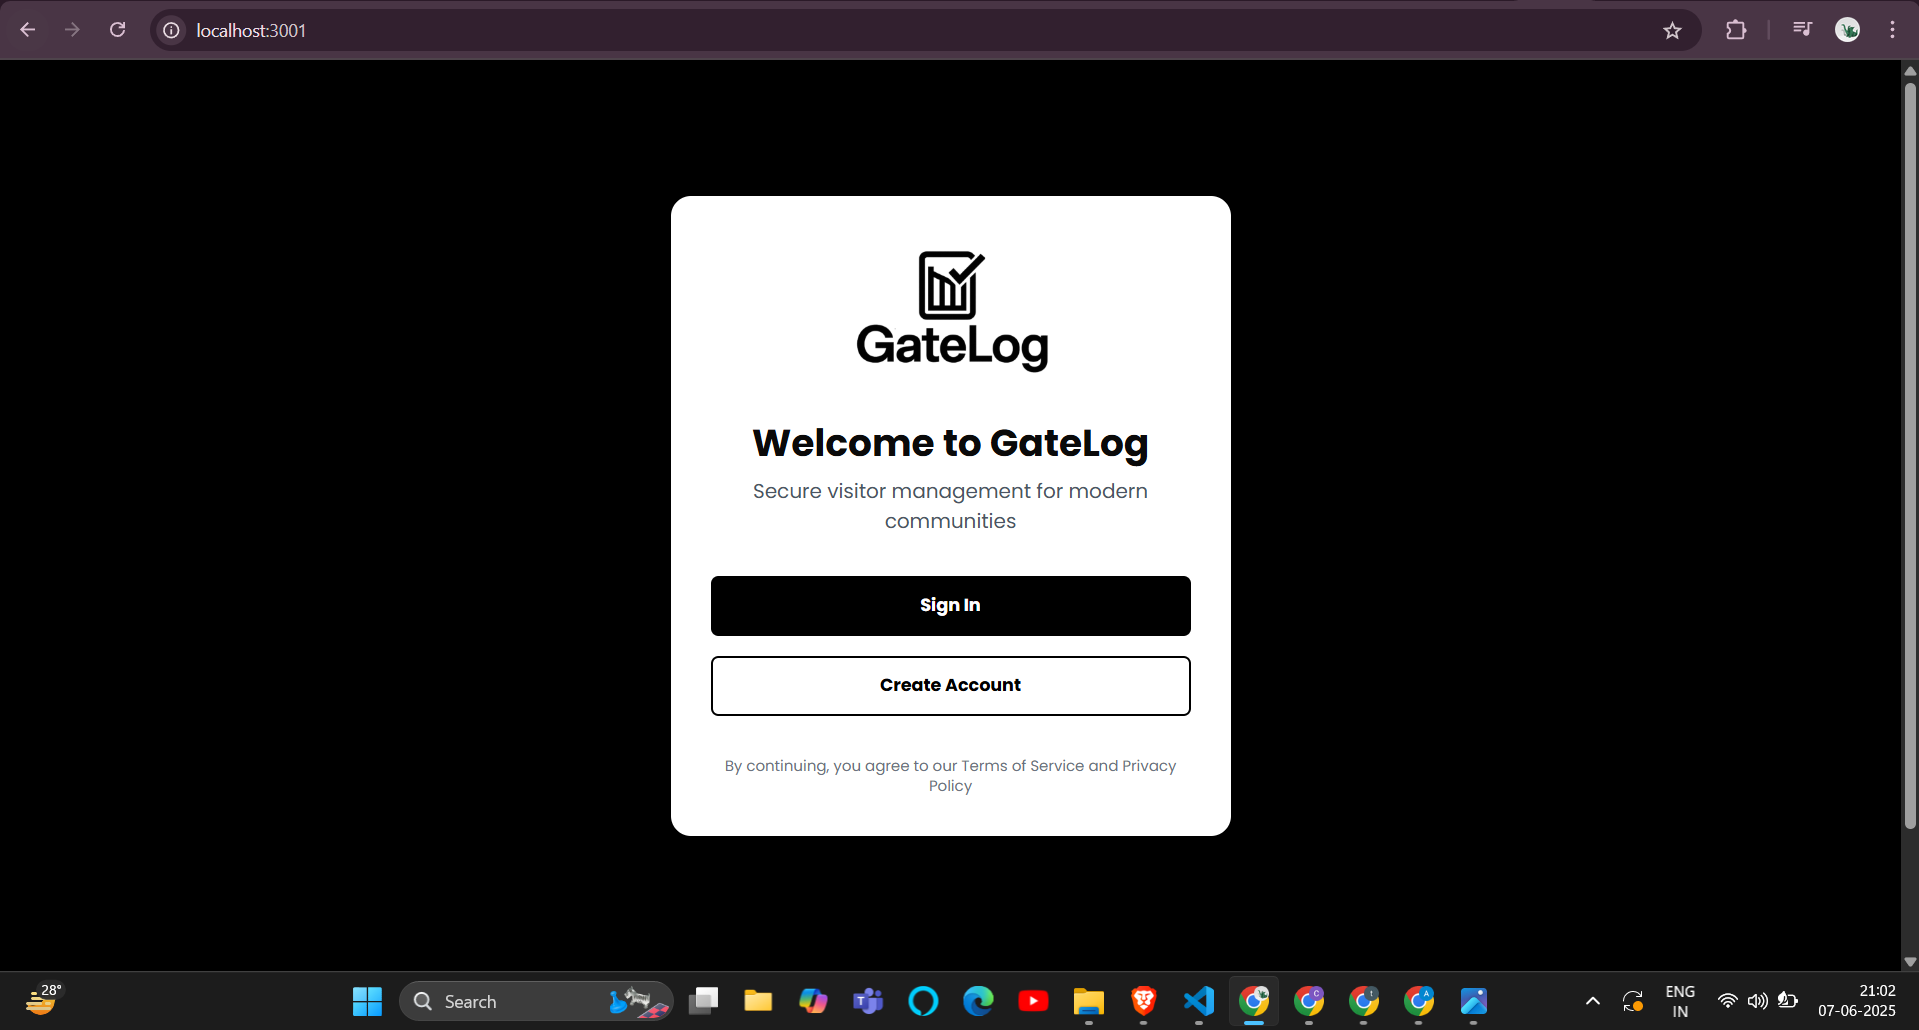 localhost:3001
GateLog
Welcome to GateLog
Secure visitor management for modern
communities
Sign In
Create Account
By continuing, you agree to our Terms of Service and Privacy
Policy
28°
Search
ENG
IN
21:02
07-06-2025